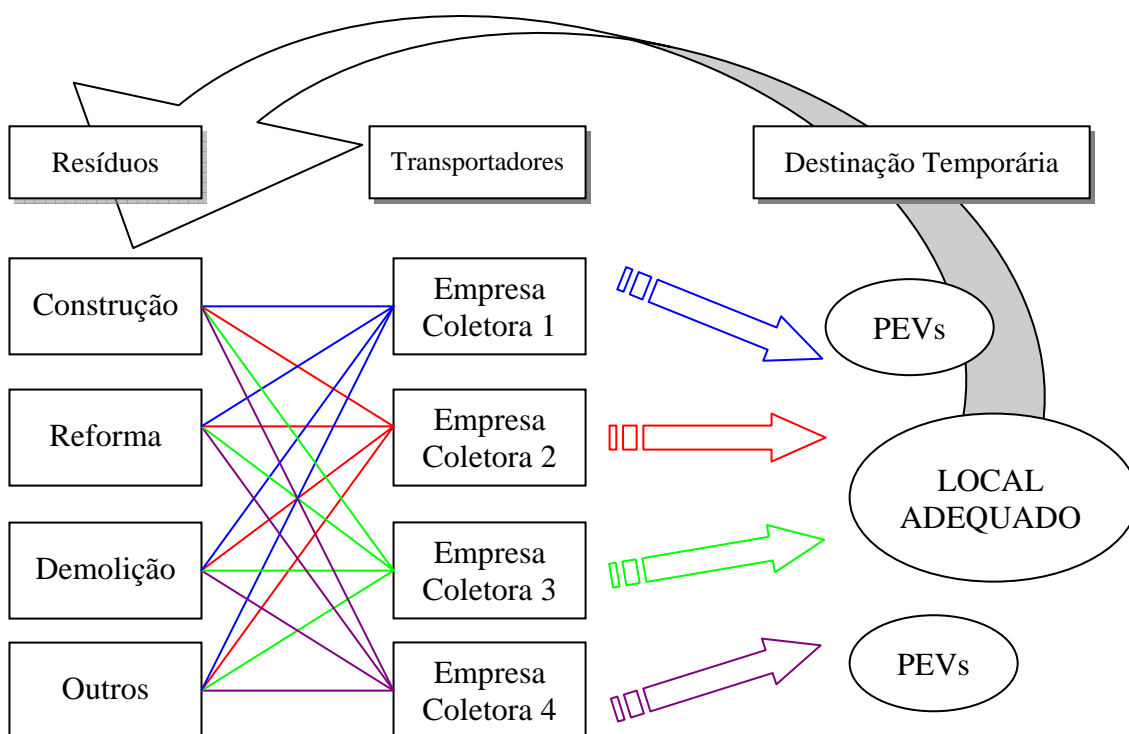 Resíduos
Transportadores
Destinação Temporária
Construção
Empresa
Coletora 1
PEVs
Reforma
Empresa
Coletora 2
LOCAL
ADEQUADO
Demolição
Empresa
Coletora 3
Outros
Empresa
Coletora 4
PEVs